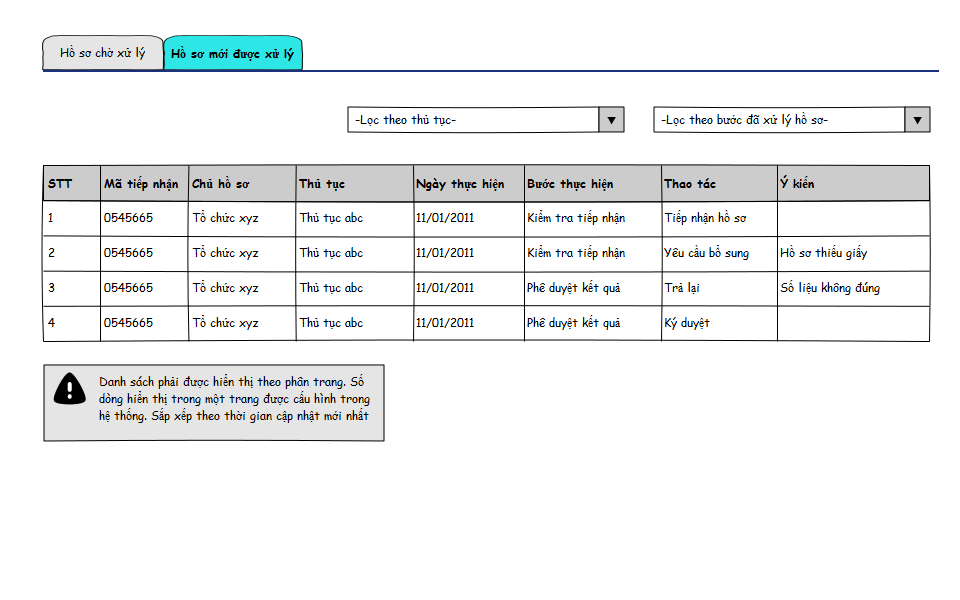 Hồ sơ chờ xử lý Hồ sơ mới được xử lý
-Lọc theo thủ tục- -Lọc theo bước đã xử lý hồ sơ-
STT Mã tiếp nhận Chủ hồ sơ Thủ tục Ngày thực hiện Bước thực hiện Thao tác Ý kiến
1 0545665 Tổ chức xyz Thủ tục abc 11/01/2011 Kiểm tra tiếp nhận Tiếp nhận hồ sơ
2 0545665 Tổ chức xyz Thủ tục abc 11/01/2011 Kiểm tra tiếp nhận Yêu cầu bổ sung Hồ sơ thiếu giấy
3 0545665 Tổ chức xyz Thủ tục abc 11/01/2011 Phê duyệt kết quả Trả lại Số liệu không đúng
4 0545665 Tổ chức xyz Thủ tục abc 11/01/2011 Phê duyệt kết quả Ký duyệt
Danh sách phải được hiển thị theo phân trang. Số
dòng hiển thị trong một trang được cấu hình trong
hệ thống. Sắp xếp theo thời gian cập nhật mới nhất